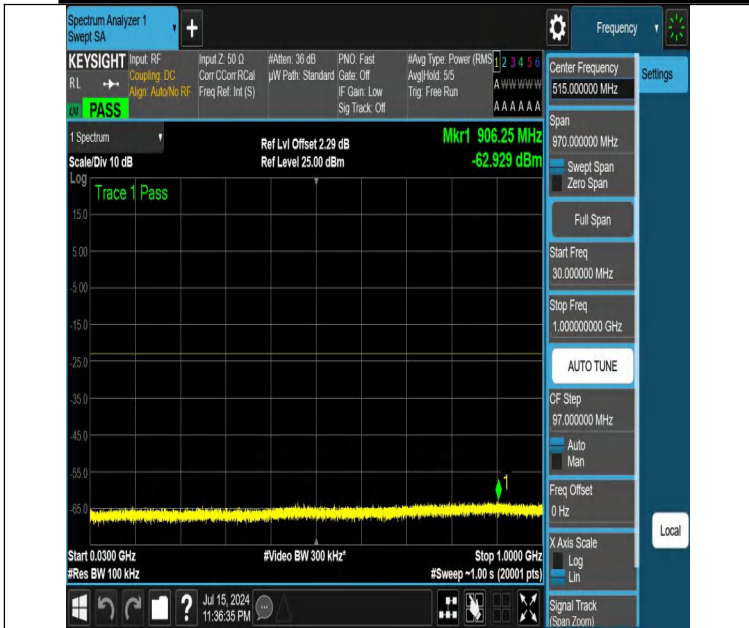 Spectrum Analyzer 1
Swept SA
Frequency
KEYSIGHT
RL
LXI
PASS
Input: RF
Coupling: DC
Align: Auto/No RF
Input Z: 50 Ω
Corr CCorr RCal
Freq Ref: Int (S)
#Atten: 36 dB
µW Path: Standard
PNO: Fast
Gate: Off
IF Gain: Low
Sig Track: Off
#Avg Type: Power (RMS
Avg|Hold: 5/5
Trig: Free Run
1 2 3 4 5 6
A W W W W W
A A A A A A
1 Spectrum
Scale/Div 10 dB
Ref Lvl Offset 2.29 dB
Ref Level 25.00 dBm
Mkr1 906.25 MHz
-62.929 dBm
Log
Trace 1 Pass
15.0
5.00
-5.00
-15.0
-25.0
-35.0
-45.0
-55.0
-65.0
1
Start 0.0300 GHz
#Res BW 100 kHz
#Video BW 300 kHz*
Stop 1.0000 GHz
#Sweep ~1.00 s (20001 pts)
Center Frequency
515.000000 MHz
Settings
Span
970.000000 MHz
Swept Span
Zero Span
Full Span
Start Freq
30.000000 MHz
Stop Freq
1.000000000 GHz
AUTO TUNE
CF Step
97.000000 MHz
Auto
Man
Freq Offset
0 Hz
X Axis Scale
Log
Lin
Signal Track
(Span Zoom)
Local
?
Jul 15, 2024
11:36:35 PM